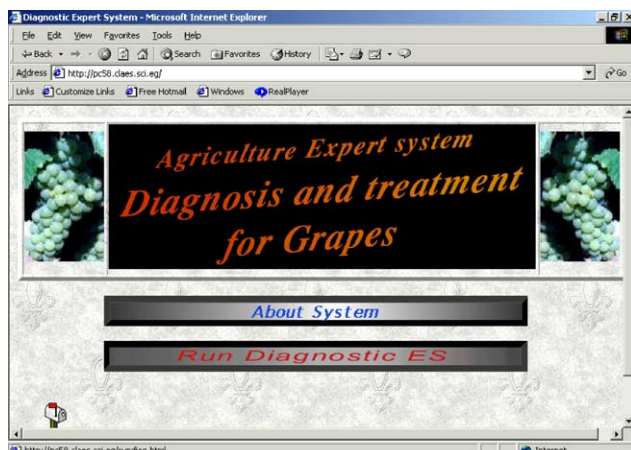 Diagnostic Expert System - Microsoft Internet Explorer
File Edit View Favorites Tools Help
Back Search Favorites History
Address http://pc58.claes.sci.eg/ Go
Links Customize Links Free Hotmail Windows RealPlayer
Agriculture Expert system
Diagnosis and treatment
for Grapes
About System
Run Diagnostic ES
Internet